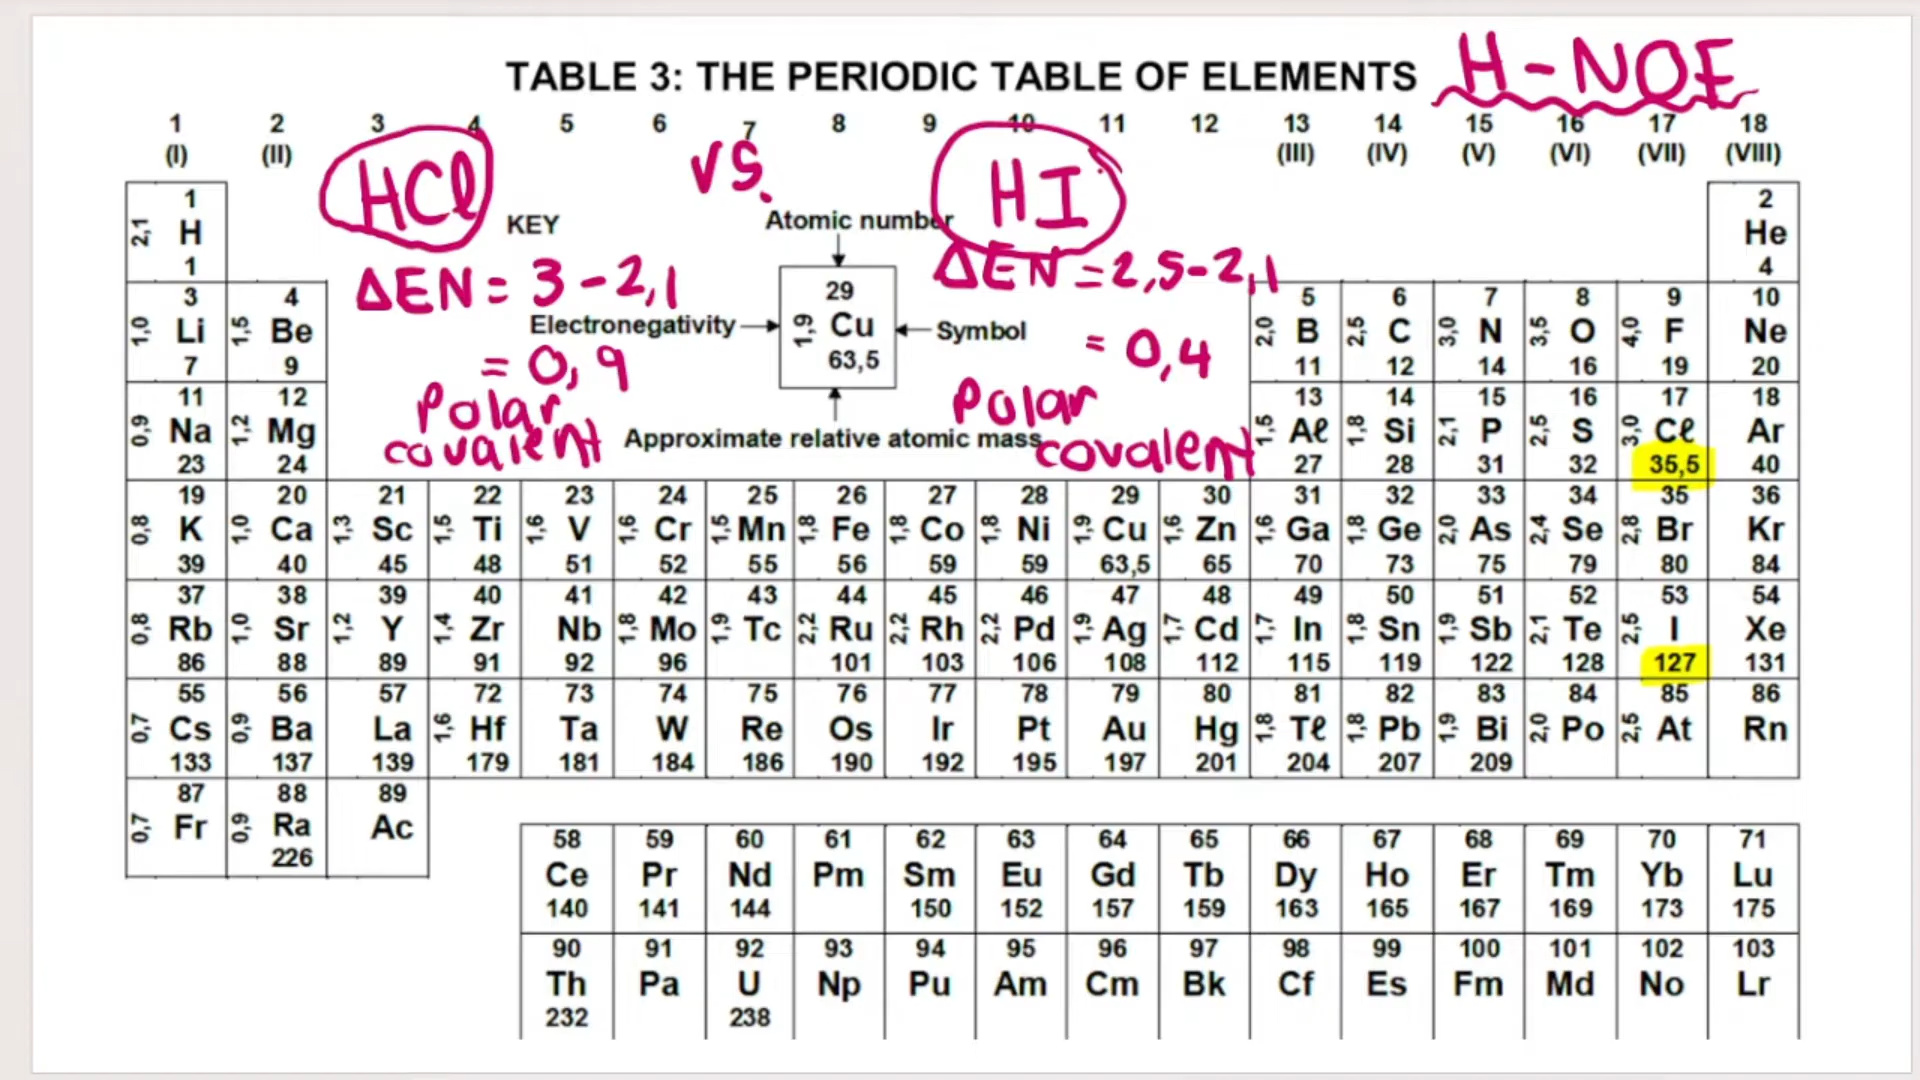 TABLE 3: THE PERIODIC TABLE OF ELEMENTS H-NOF
1 2 3 4 5 6 7 8 9 10 11 12 13 14 15 16 17 18
(I) (II) (III) (IV) (V) (VI) (VII) (VIII)
HCl vs. HI
KEY
Atomic number
29
1,9 Cu
63,5
Electronegativity
Symbol
Approximate relative atomic mass
ΔEN = 3 - 2,1
= 0,9
Polar
covalent
ΔEN = 2,5 - 2,1
= 0,4
Polar
covalent
1 2
2,1 H He
1 4
3 4 5 6 7 8 9 10
1,0 Li 1,5 Be 2,0 B 2,5 C 3,0 N 3,5 O 4,0 F Ne
7 9 11 12 14 16 19 20
11 12 13 14 15 16 17 18
0,9 Na 1,2 Mg 1,5 Aℓ 1,8 Si 2,1 P 2,5 S 3,0 Cℓ Ar
23 24 27 28 31 32 35,5 40
19 20 21 22 23 24 25 26 27 28 29 30 31 32 33 34 35 36
0,8 K 1,0 Ca 1,3 Sc 1,5 Ti 1,6 V 1,6 Cr 1,5 Mn 1,8 Fe 1,8 Co 1,8 Ni 1,9 Cu 1,6 Zn 1,6 Ga 1,8 Ge 2,0 As 2,4 Se 2,8 Br Kr
39 40 45 48 51 52 55 56 59 59 63,5 65 70 73 75 79 80 84
37 38 39 40 41 42 43 44 45 46 47 48 49 50 51 52 53 54
0,8 Rb 1,0 Sr 1,2 Y 1,4 Zr Nb 1,8 Mo 1,9 Tc 2,2 Ru 2,2 Rh 2,2 Pd 1,9 Ag 1,7 Cd 1,7 In 1,8 Sn 1,9 Sb 2,1 Te 2,5 I Xe
86 88 89 91 92 96 101 103 106 108 112 115 119 122 128 127 131
55 56 57 72 73 74 75 76 77 78 79 80 81 82 83 84 85 86
0,7 Cs 0,9 Ba La 1,6 Hf Ta W Re Os Ir Pt Au Hg 1,8 Tℓ 1,8 Pb 1,9 Bi 2,0 Po 2,5 At Rn
133 137 139 179 181 184 186 190 192 195 197 201 204 207 209
87 88 89
0,7 Fr 0,9 Ra Ac
226
58 59 60 61 62 63 64 65 66 67 68 69 70 71
Ce Pr Nd Pm Sm Eu Gd Tb Dy Ho Er Tm Yb Lu
140 141 144 150 152 157 159 163 165 167 169 173 175
90 91 92 93 94 95 96 97 98 99 100 101 102 103
Th Pa U Np Pu Am Cm Bk Cf Es Fm Md No Lr
232 238